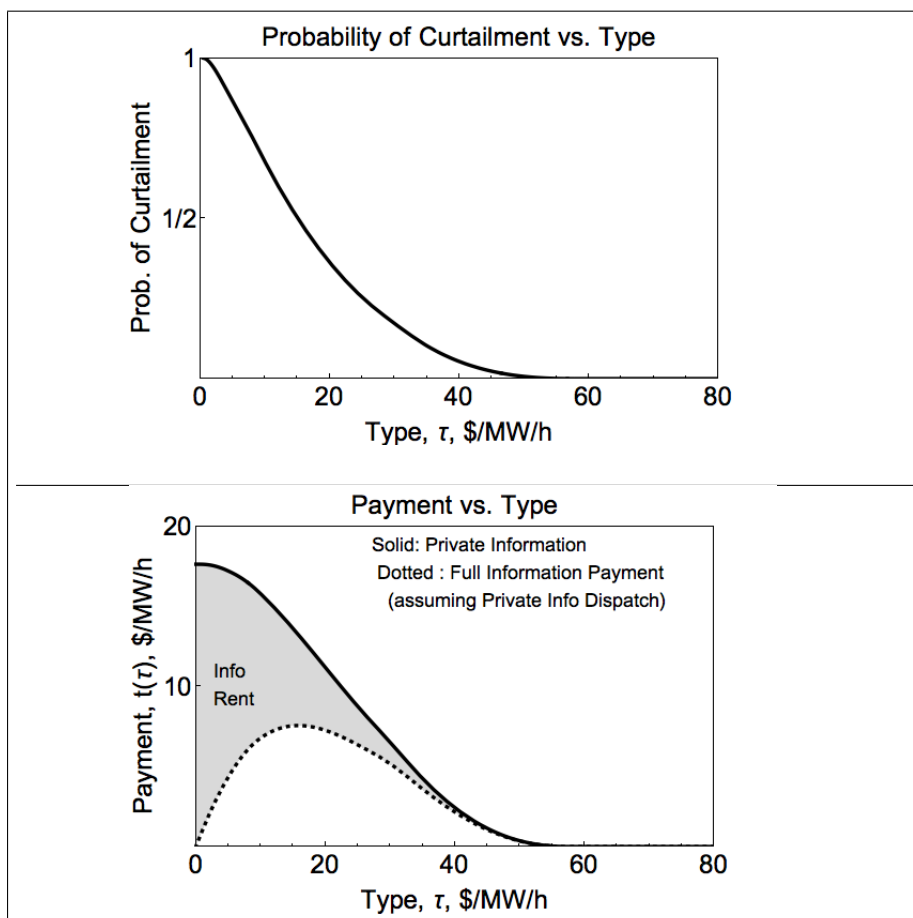 Probability of Curtailment vs. Type
Prob. of Curtailment
1
1/2
0 20 40 60 80
Type, τ, $/MW/h
Payment vs. Type
Payment, t(τ), $/MW/h
20
10
Solid: Private Information
Dotted : Full Information Payment
(assuming Private Info Dispatch)
Info
Rent
0 20 40 60 80
Type, τ, $/MW/h